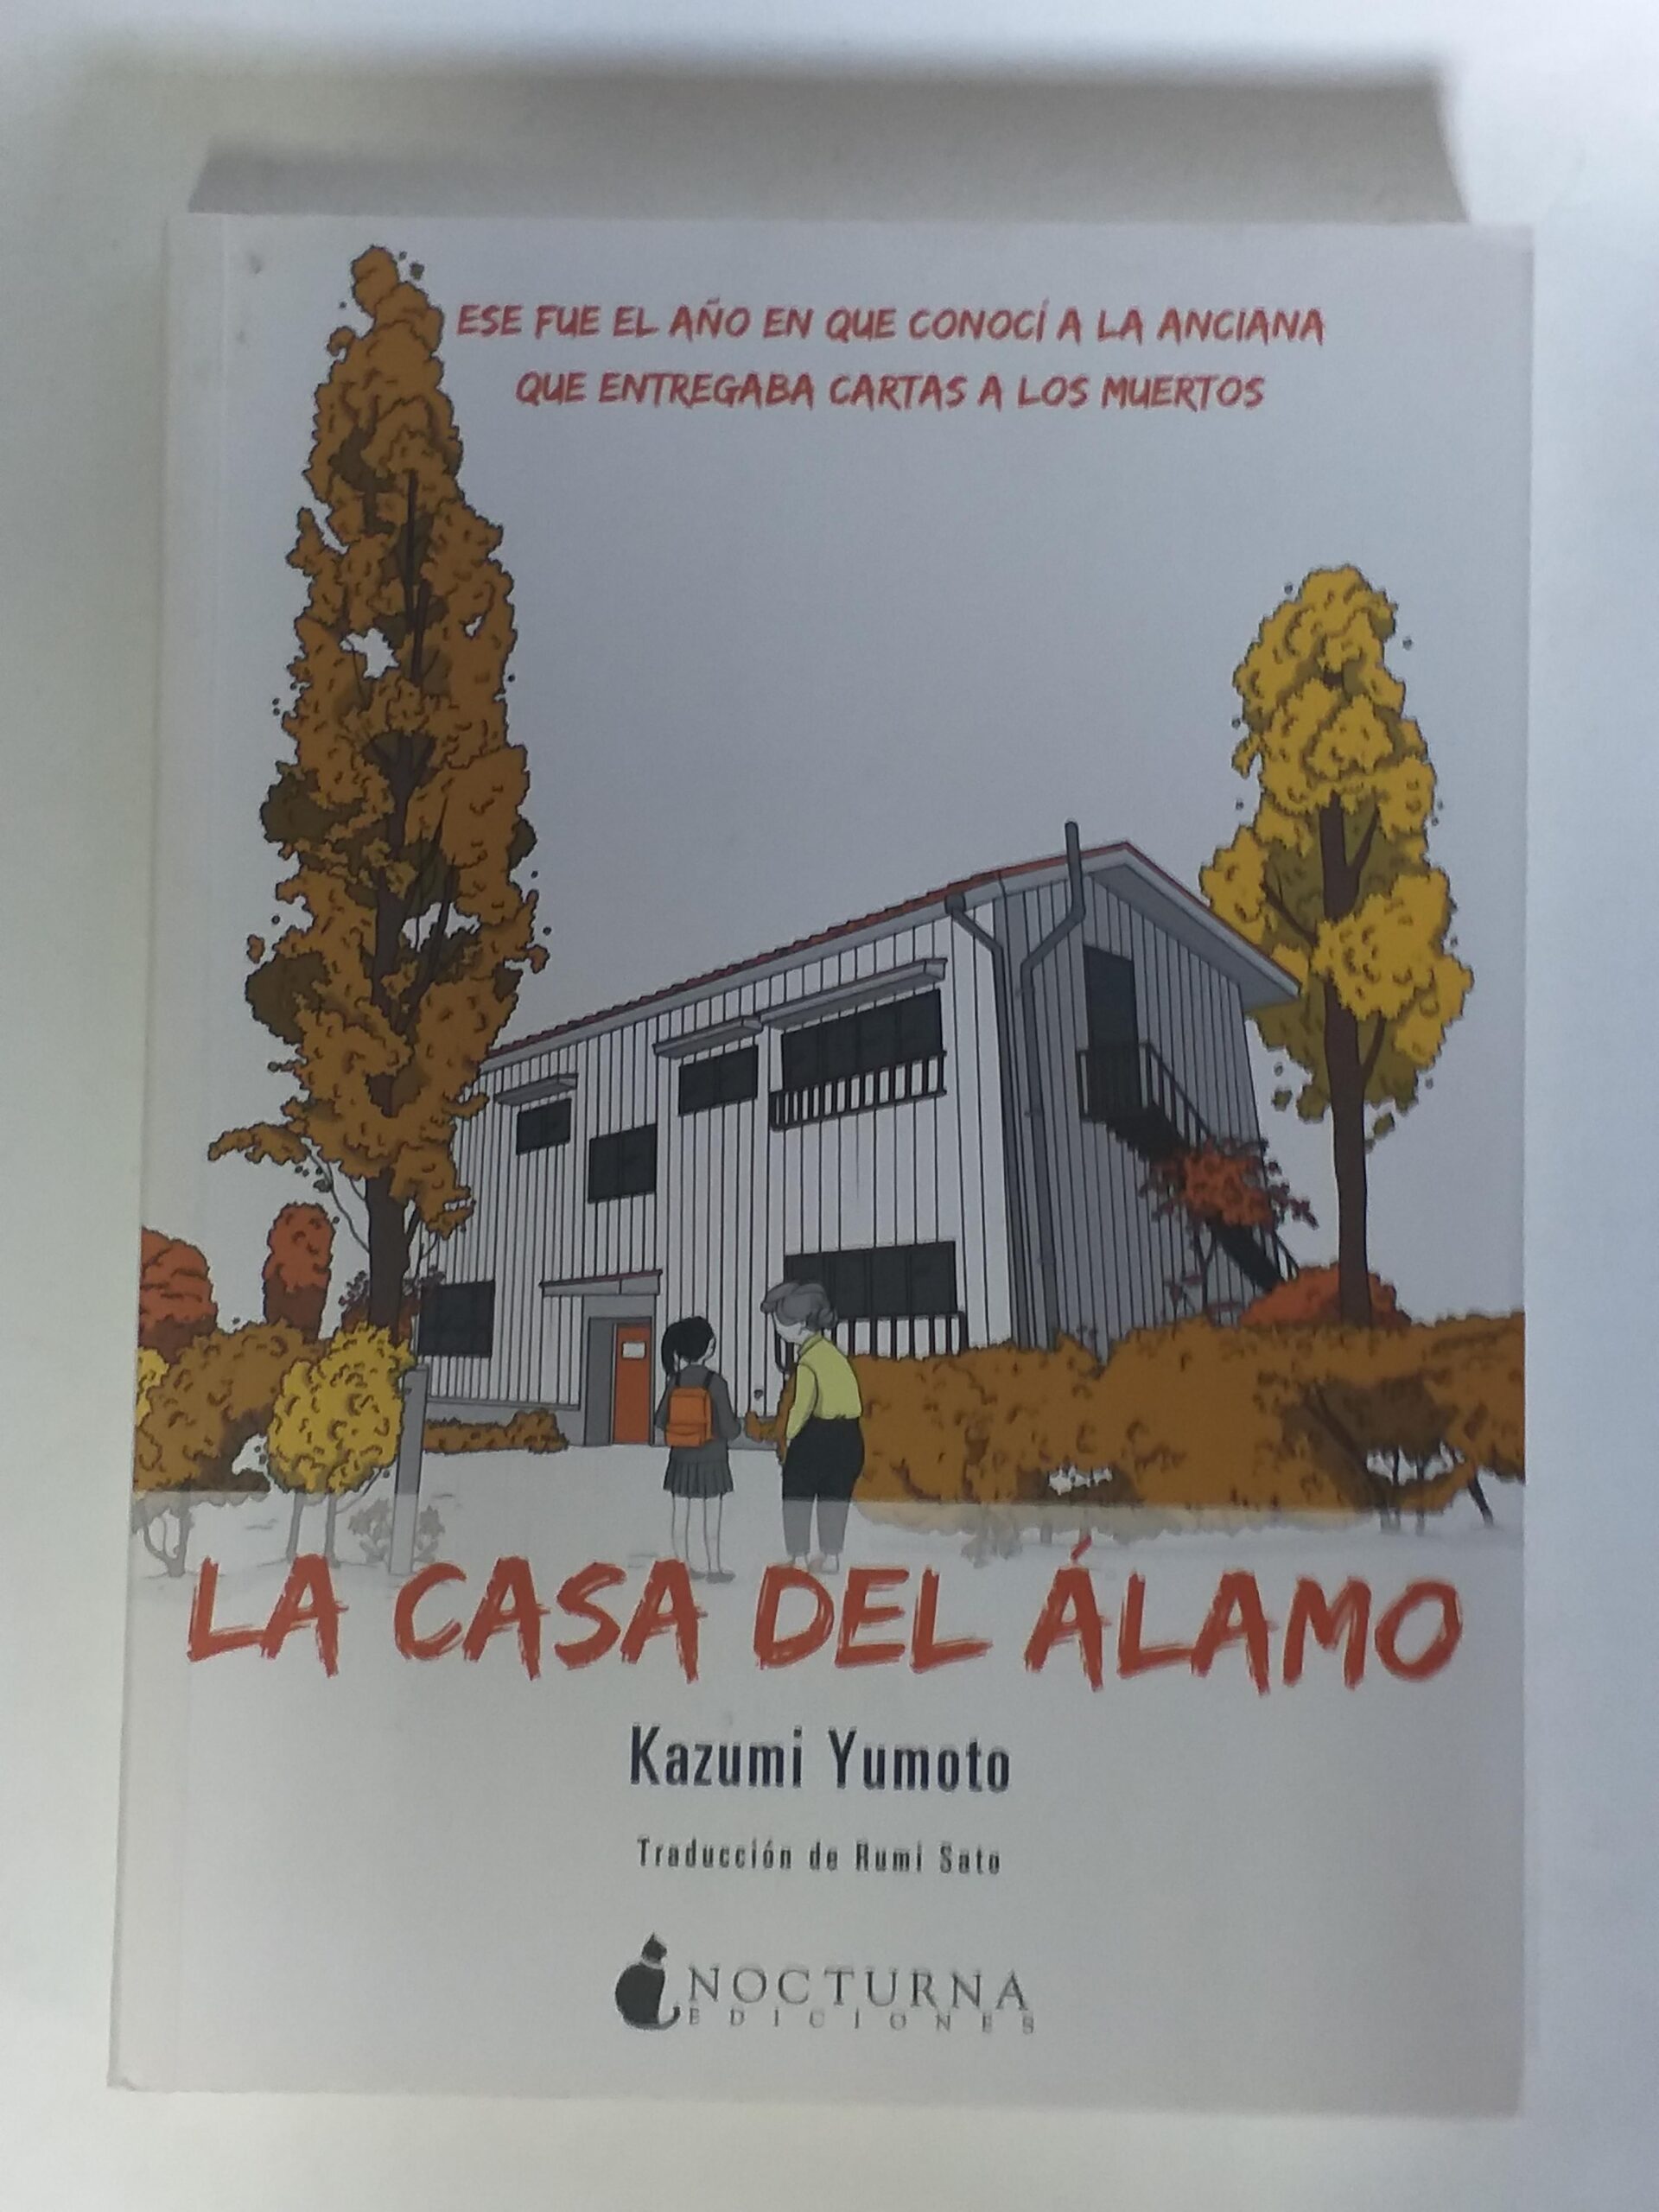 ESE FUE EL AÑO EN QUE CONOCÍ A LA ANCIANA
QUE ENTREGABA CARTAS A LOS MUERTOS
LA CASA DEL ÁLAMO
Kazumi Yumoto
Traducción de Rumi Sato
NOCTURNA
EDICIONES